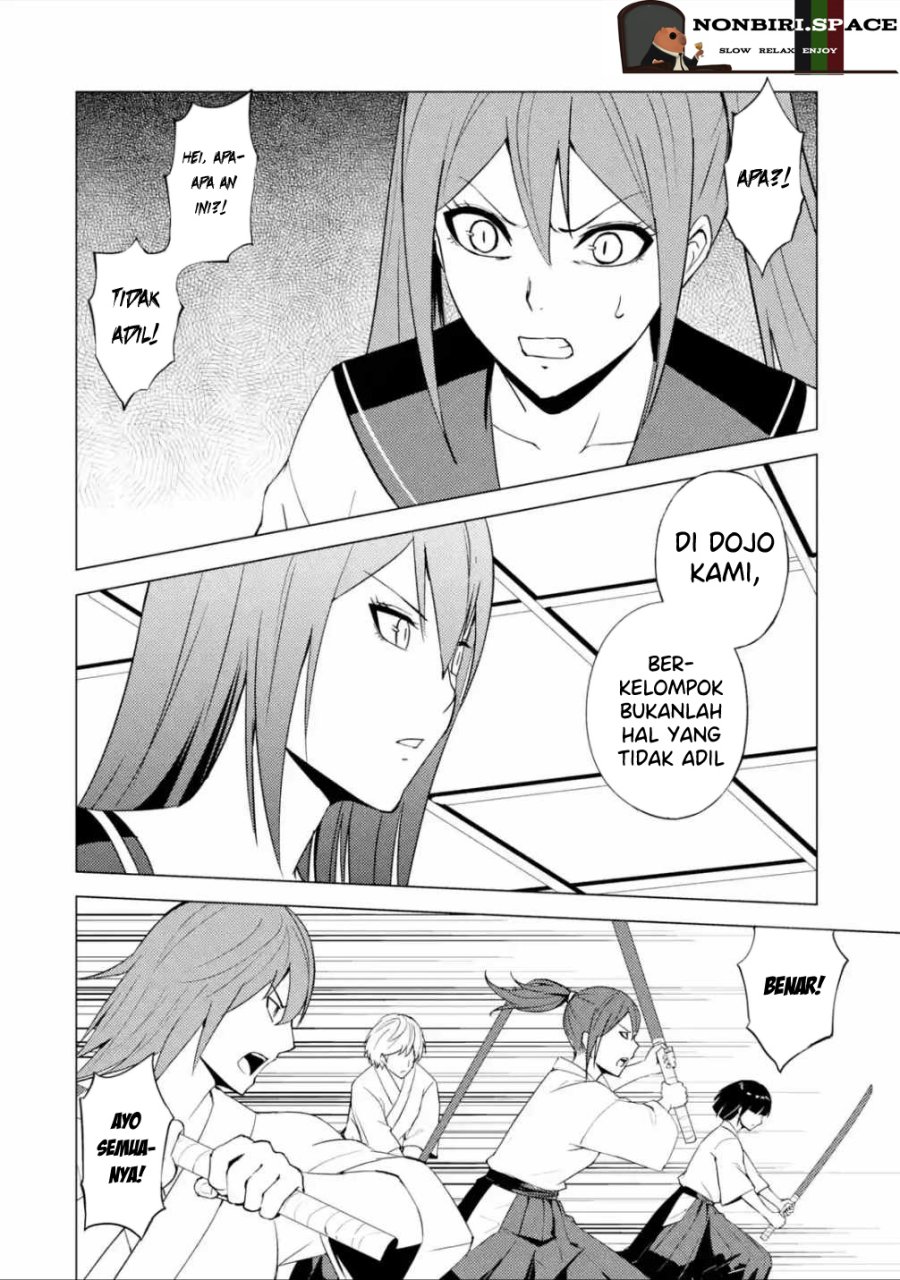 NONBIRI.SPACE
SLOW RELAX ENJOY
APA?!
HEI, APA-
APA AN
INI?!
TIDAK
ADIL!
DI DOJO
KAMI,
BER-
KELOMPOK
BUKANLAH
HAL YANG
TIDAK ADIL
BENAR!
AYO
SEMUA-
NYA!